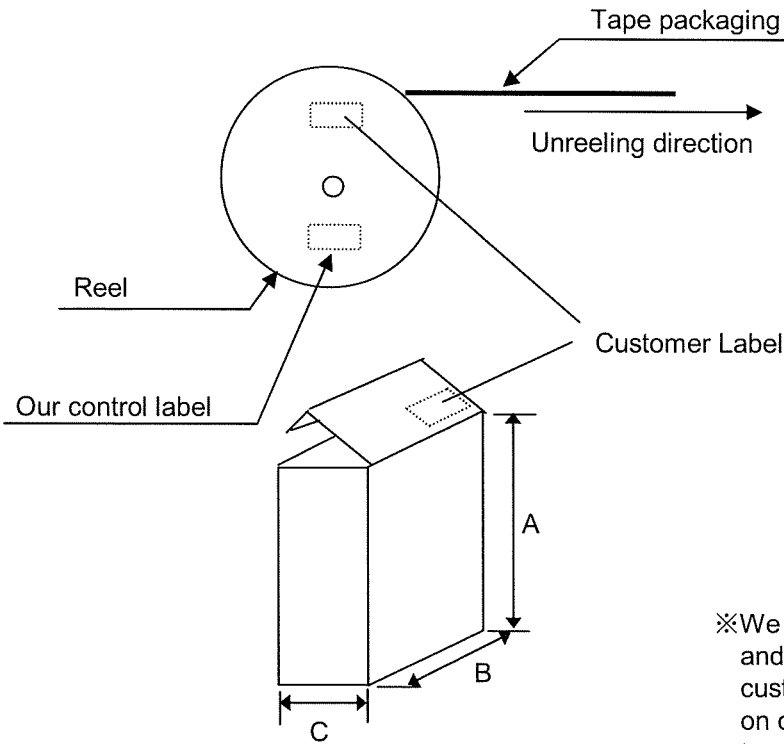 Tape packaging
Unreeling direction
Reel
Customer Label
Our control label
A
B
C
※We
and
cust
on c